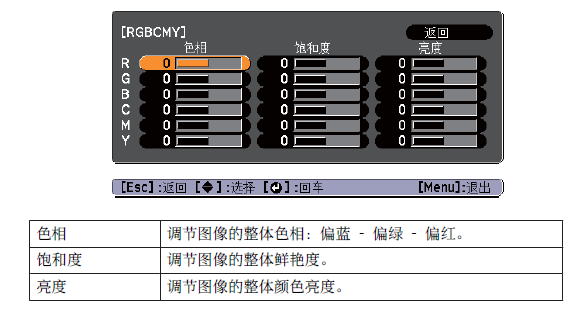 [RGBCMY] 返回
色相 饱和度 亮度
R 0 0 0
G 0 0 0
B 0 0 0
C 0 0 0
M 0 0 0
Y 0 0 0
[Esc]:返回 [◆]:选择 [↵]:回车 [Menu]:退出
色相 调节图像的整体色相：偏蓝 - 偏绿 - 偏红。
饱和度 调节图像的整体鲜艳度。
亮度 调节图像的整体颜色亮度。